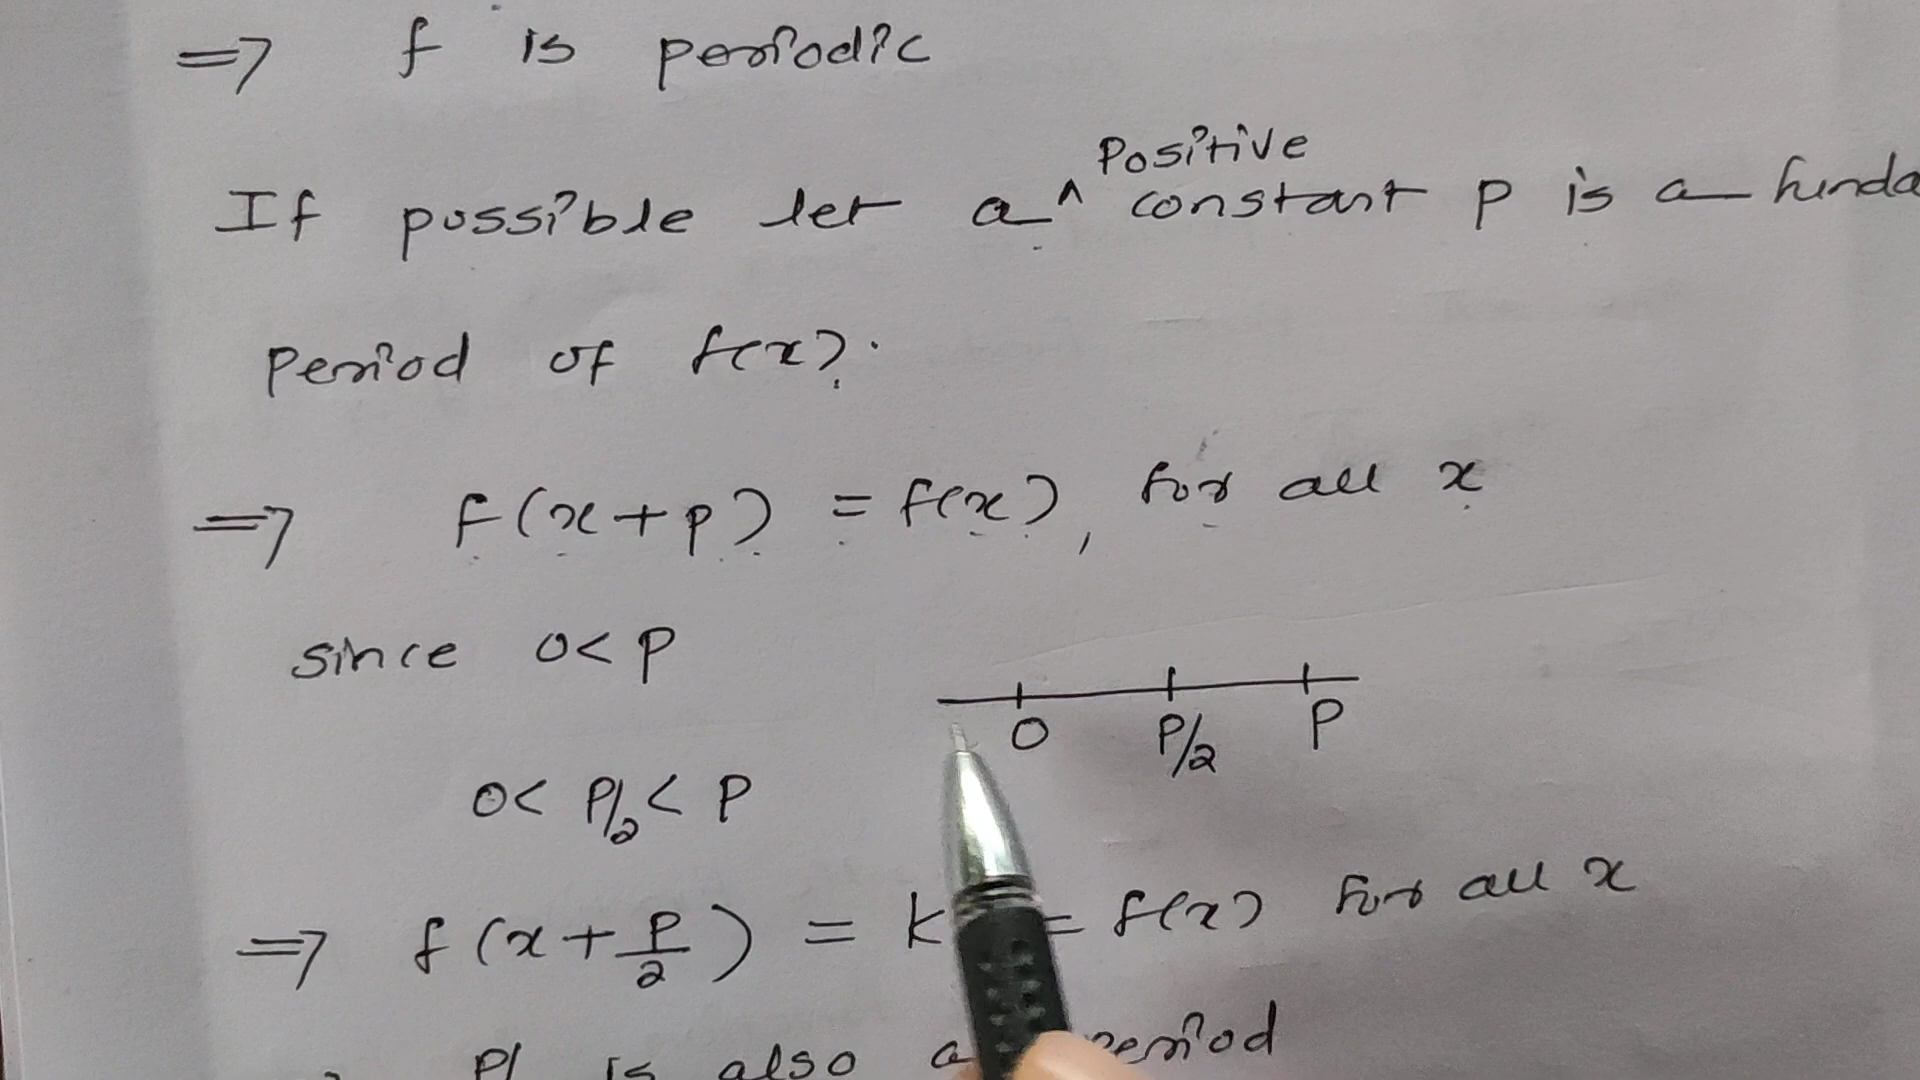 => f is periodic
If possible let a ^ positive constant p is a funda
period of f(x).
=> f(x+p) = f(x), for all x
since 0<p
0 p/2 p
0< p/2 < p
=> f(x+p/2) = k = f(x) for all x
is also a period